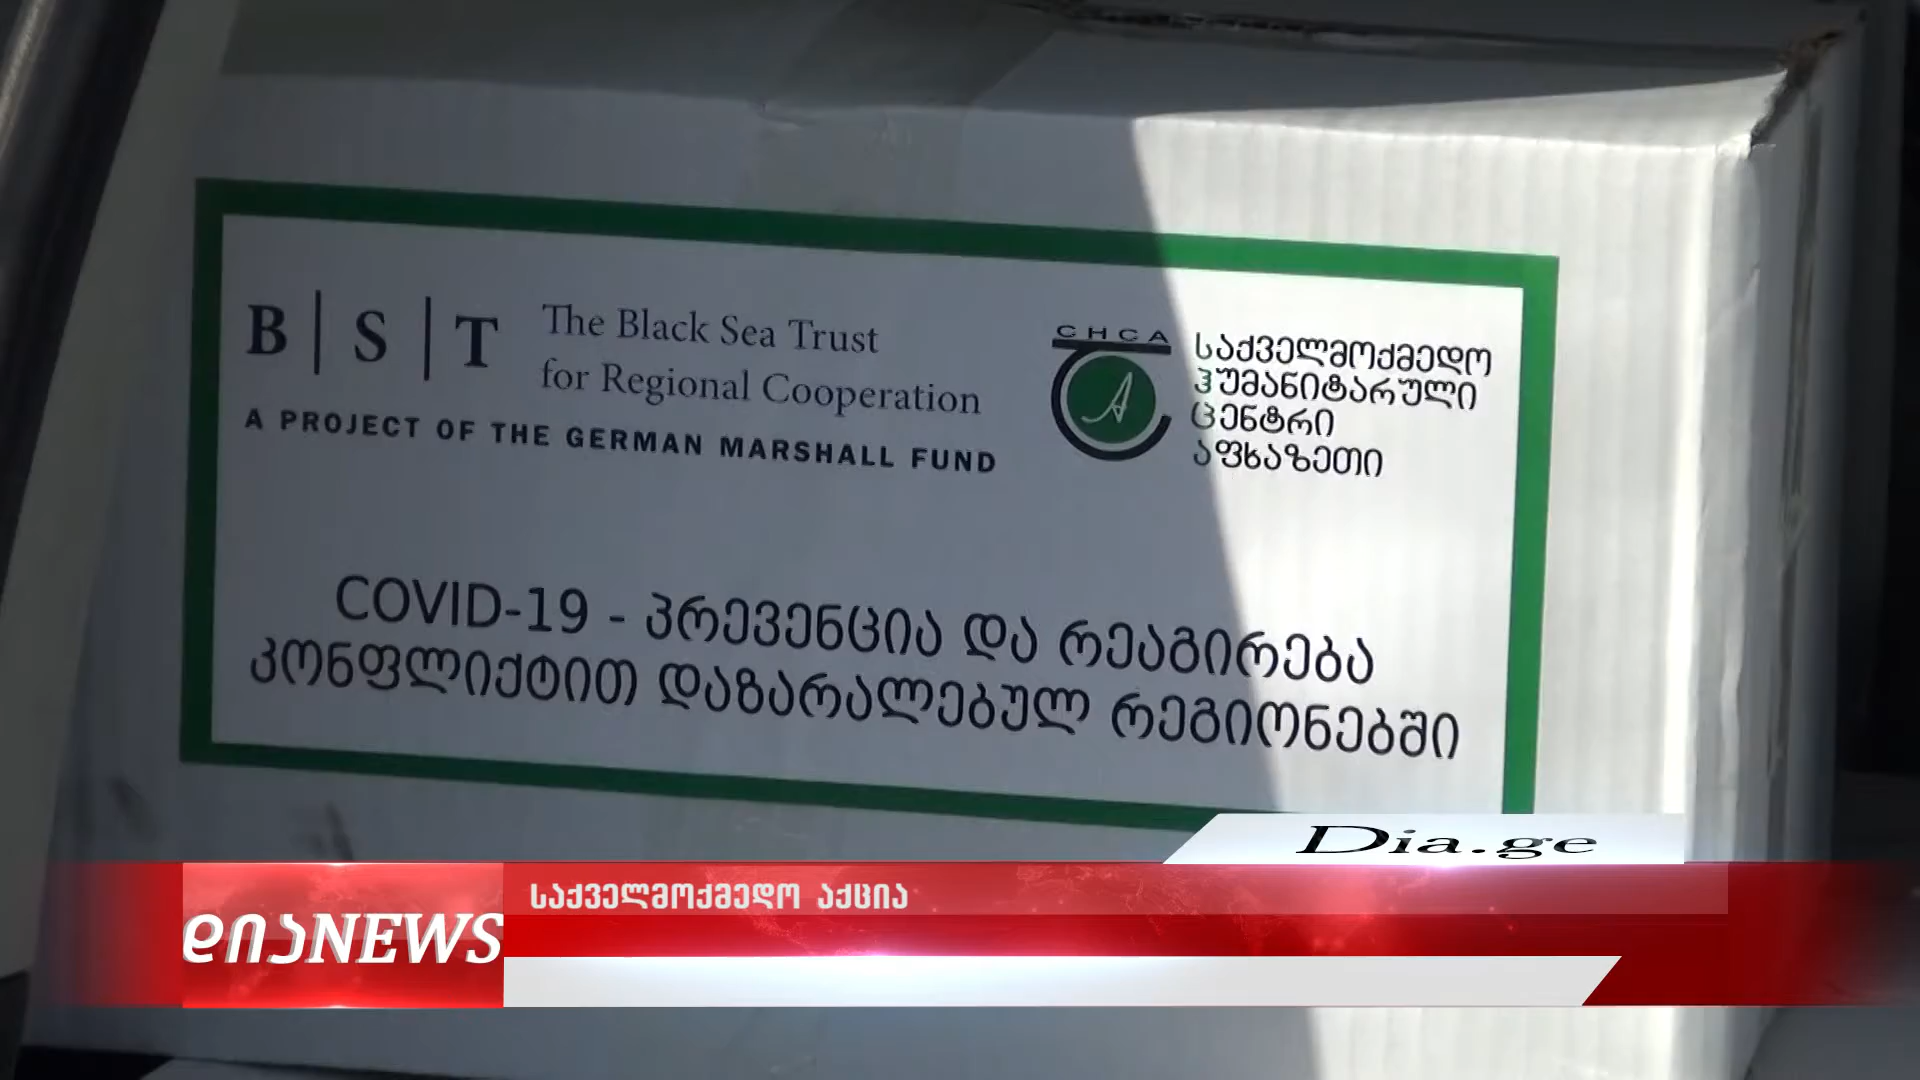 B | S | T
The Black Sea Trust
for Regional Cooperation
A PROJECT OF THE GERMAN MARSHALL FUND
CHCA
A
საქველმოქმედო
ჰუმანიტარული
ცენტრი
აფხაზეთი
COVID-19 - პრევენცია და რეაგირება
კონფლიქტით დაზარალებულ რეგიონებში
Dia.ge
საქველმოქმედო აქცია
დიაNEWS